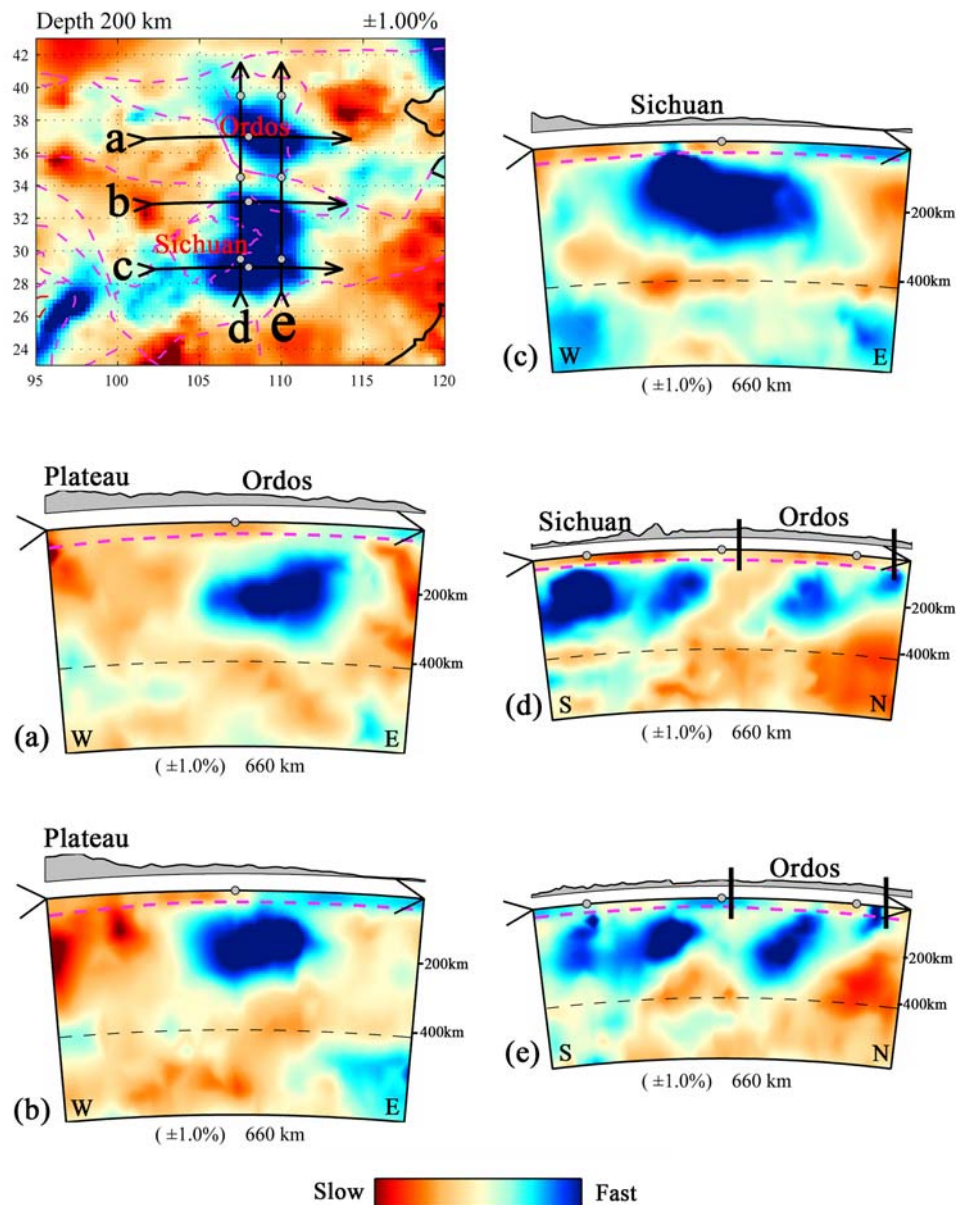 Depth 200 km ±1.00%
42
40
38
36
34
32
30
28
26
24
95 100 105 110 115 120
a
b
c
d e
Ordos
Sichuan
Sichuan
200km
400km
(c) W E
( ±1.0%) 660 km
Plateau Ordos
200km
400km
(a) W E
( ±1.0%) 660 km
Sichuan Ordos
200km
400km
(d) S N
( ±1.0%) 660 km
Plateau
200km
400km
(b) W E
( ±1.0%) 660 km
Ordos
200km
400km
(e) S N
( ±1.0%) 660 km
Slow Fast